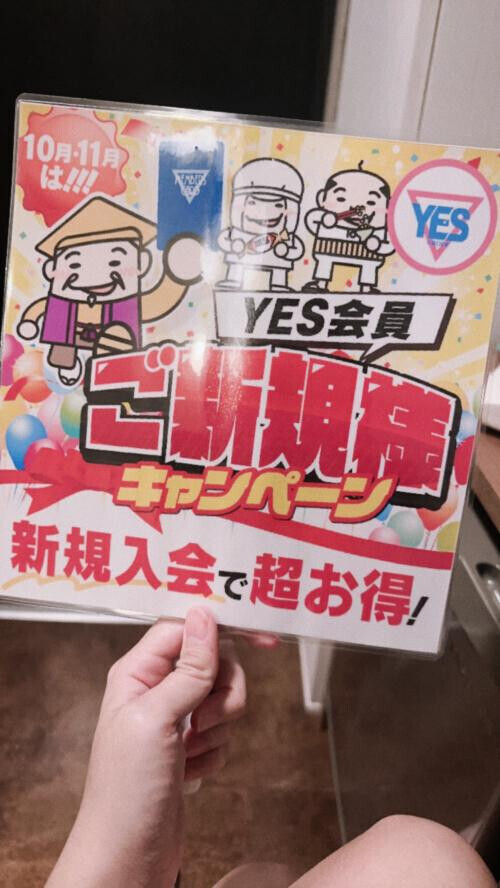 10月·11月
は!!!
MEMBERS
YES
YES会員
ご新規様
キャンペーン
新規入会で超お得!